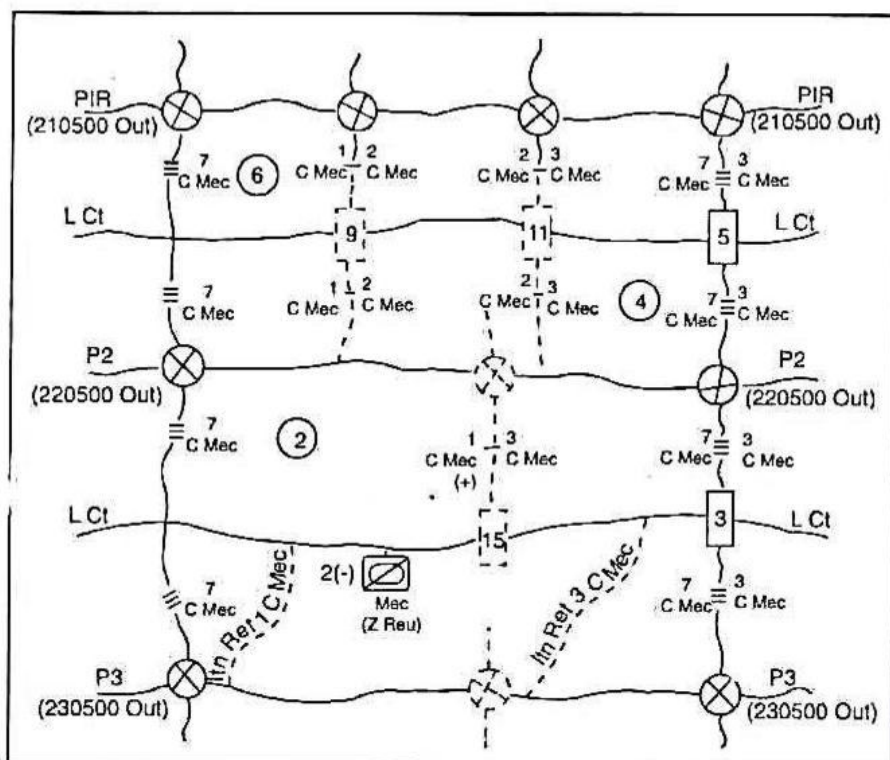 PIR
(210500 Out)
PIR
(210500 Out)
7
C Mec
6
1 2
C Mec C Mec
2 3
C Mec C Mec
7 3
C Mec C Mec
L Ct
9
11
5
L Ct
7
C Mec
1 2
C Mec C Mec
2 3
C Mec C Mec
4
7 3
C Mec C Mec
P2
(220500 Out)
P2
(220500 Out)
7
C Mec
2
1 3
C Mec C Mec
(+)
7 3
C Mec C Mec
L Ct
15
3
L Ct
2(-)
Mec
(Z Reu)
Itn Ret 1 C Mec
Itn Ret 3 C Mec
7
C Mec
7 3
C Mec C Mec
P3
(230500 Out)
P3
(230500 Out)